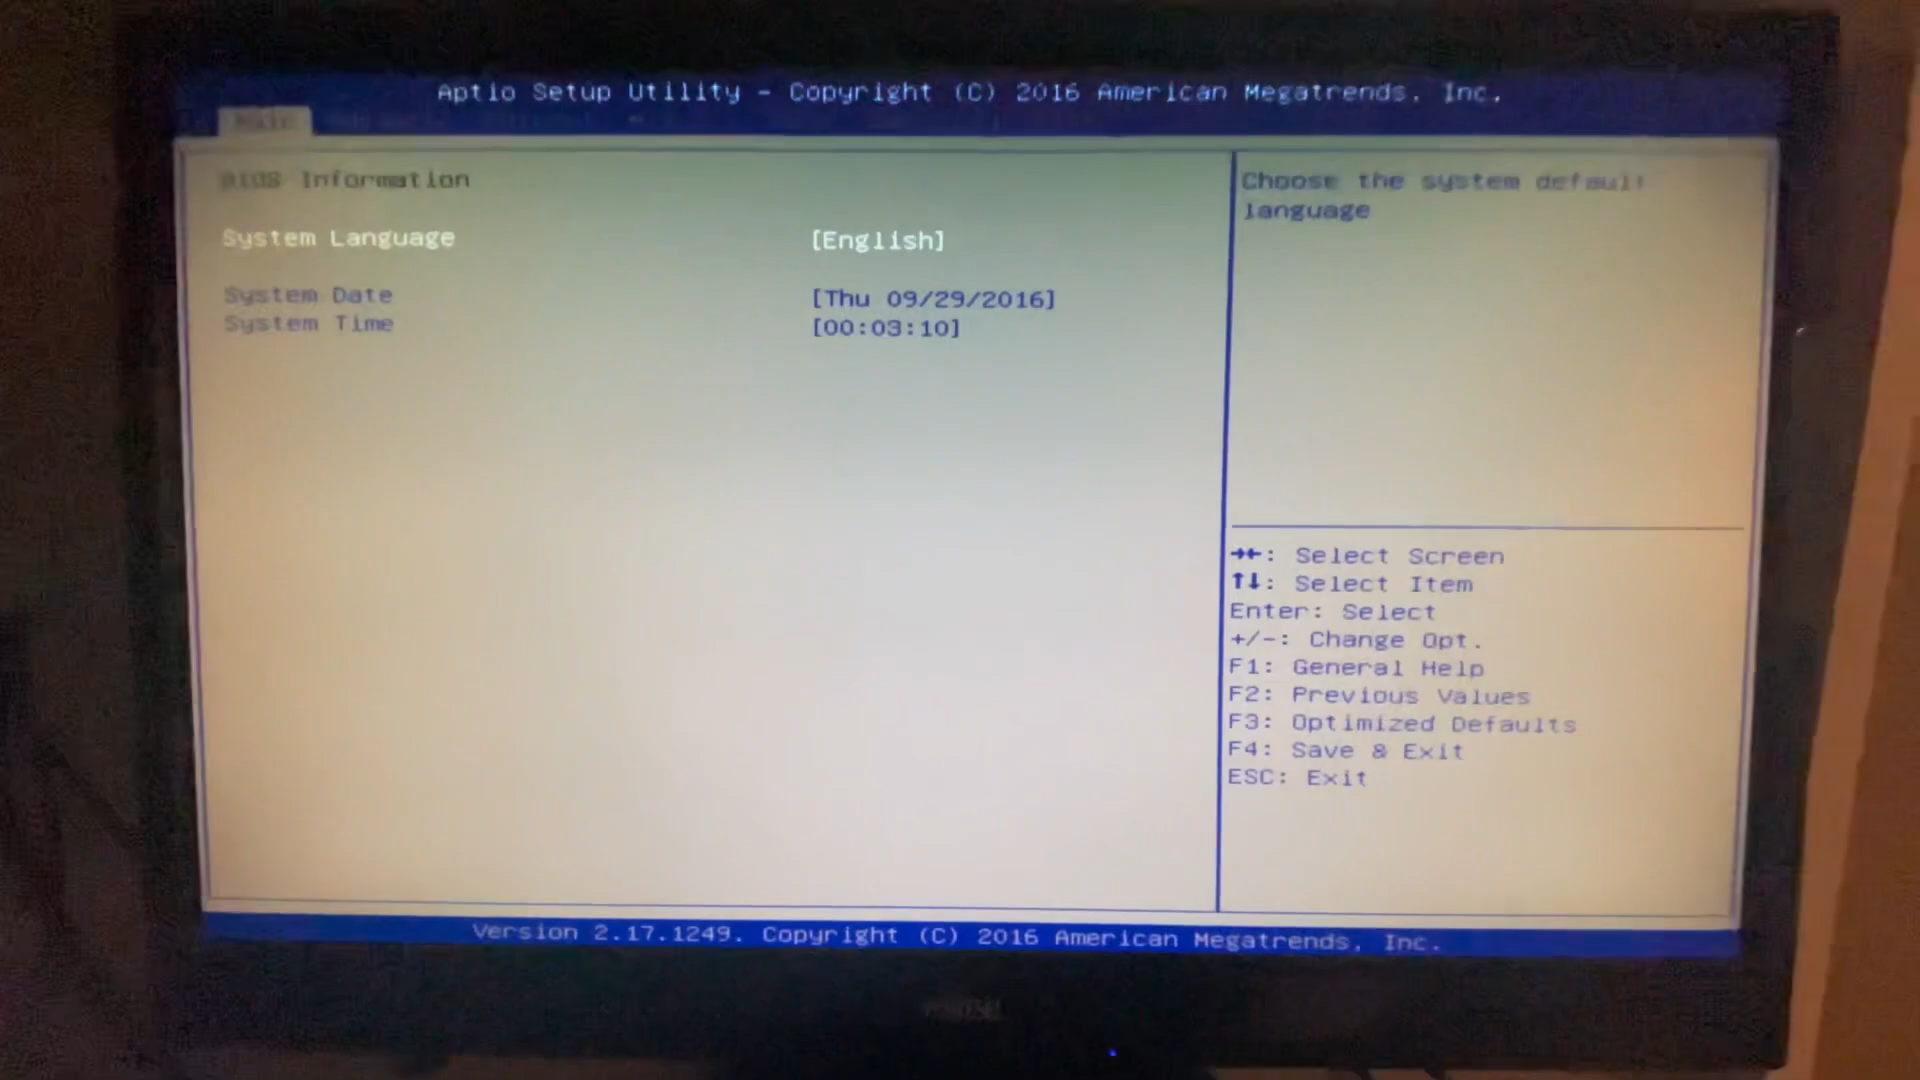 Aptio Setup Utility - Copyright (C) 2016 American Megatrends, Inc.
Main
BIOS Information
System Language [English]
System Date [Thu 09/29/2016]
System Time [00:03:10]
Choose the system default
language
→←: Select Screen
↑↓: Select Item
Enter: Select
+/-: Change Opt.
F1: General Help
F2: Previous Values
F3: Optimized Defaults
F4: Save & Exit
ESC: Exit
Version 2.17.1249. Copyright (C) 2016 American Megatrends, Inc.